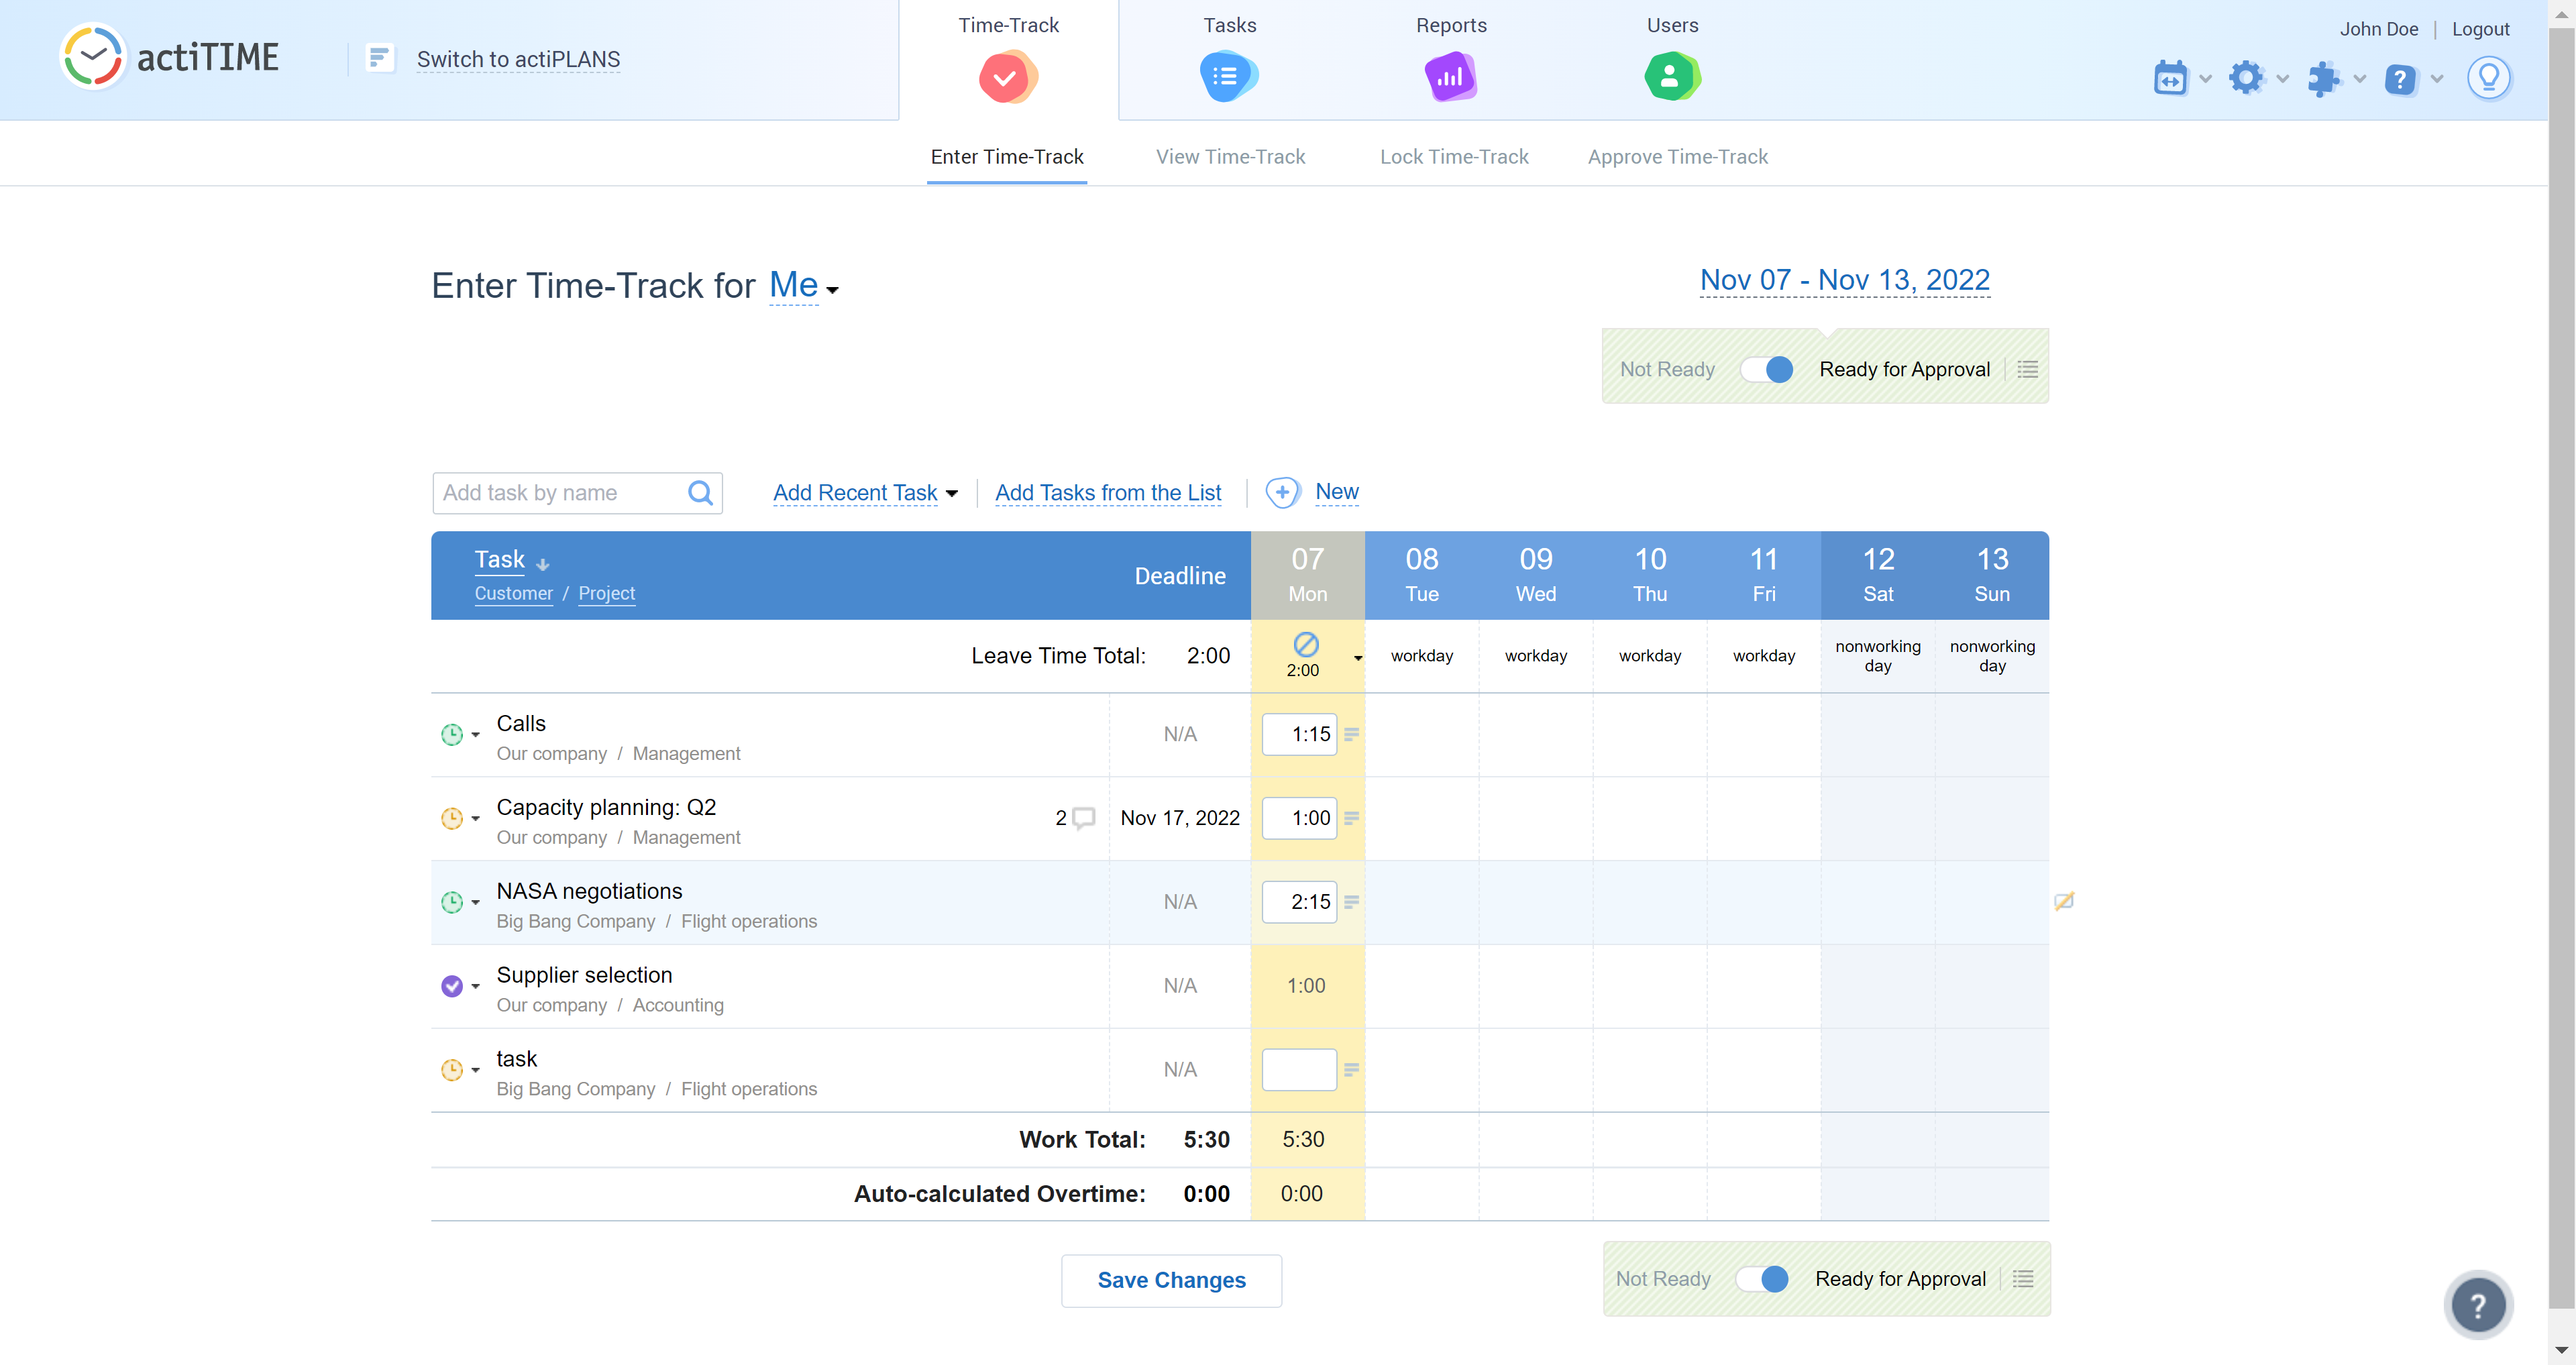 actiTIME
Switch to actiPLANS
Time-Track
Tasks
Reports
Users
John Doe | Logout
Enter Time-Track
View Time-Track
Lock Time-Track
Approve Time-Track
Enter Time-Track for Me
Nov 07 - Nov 13, 2022
Not Ready
Ready for Approval
Add task by name
Add Recent Task
Add Tasks from the List
New
Task
Customer / Project
Deadline
07 Mon
08 Tue
09 Wed
10 Thu
11 Fri
12 Sat
13 Sun
Leave Time Total: 2:00
2:00
workday
workday
workday
workday
nonworking day
nonworking day
Calls
Our company / Management
N/A
1:15
Capacity planning: Q2
Our company / Management
2
Nov 17, 2022
1:00
NASA negotiations
Big Bang Company / Flight operations
N/A
2:15
Supplier selection
Our company / Accounting
N/A
1:00
task
Big Bang Company / Flight operations
N/A
Work Total: 5:30
5:30
Auto-calculated Overtime: 0:00
0:00
Save Changes
Not Ready
Ready for Approval
?